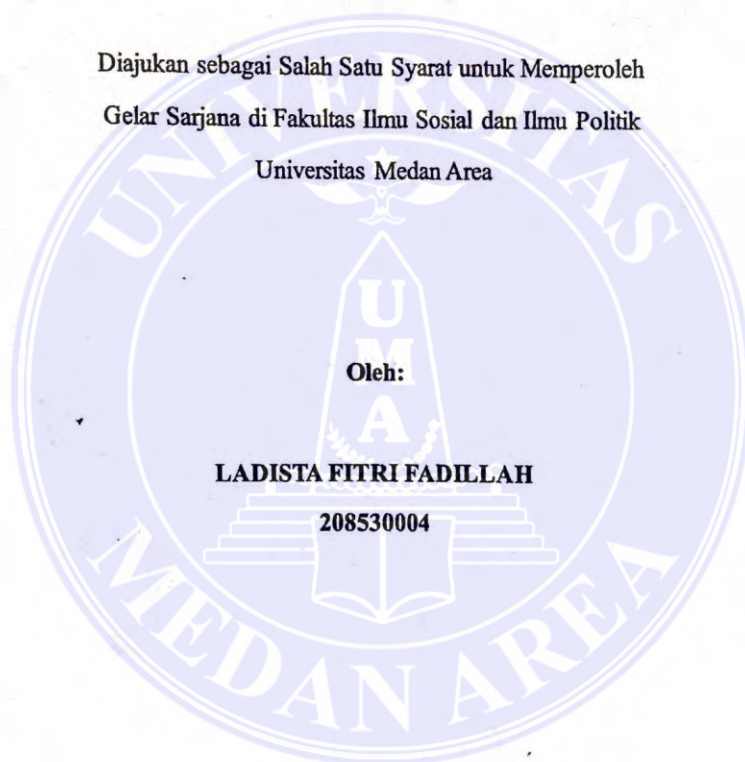 Diajukan sebagai Salah Satu Syarat untuk Memperoleh
Gelar Sarjana di Fakultas Ilmu Sosial dan Ilmu Politik
Universitas Medan Area
UNIVERSITAS
UMA
Oleh:
LADISTA FITRI FADILLAH
208530004
MEDAN AREA